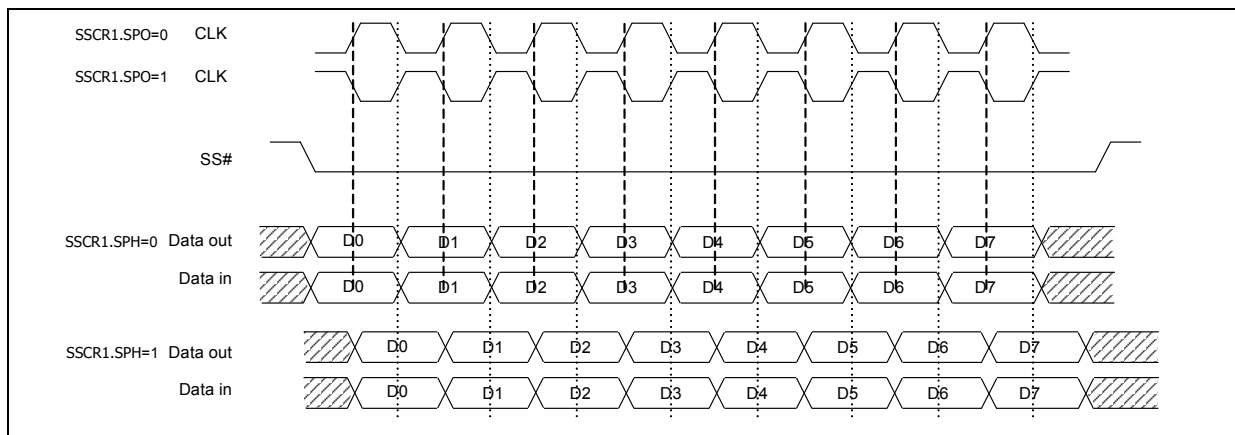 SSCR1.SPO=0 CLK
SSCR1.SPO=1 CLK
SS#
SSCR1.SPH=0 Data out D0 D1 D2 D3 D4 D5 D6 D7
Data in D0 D1 D2 D3 D4 D5 D6 D7
SSCR1.SPH=1 Data out D0 D1 D2 D3 D4 D5 D6 D7
Data in D0 D1 D2 D3 D4 D5 D6 D7